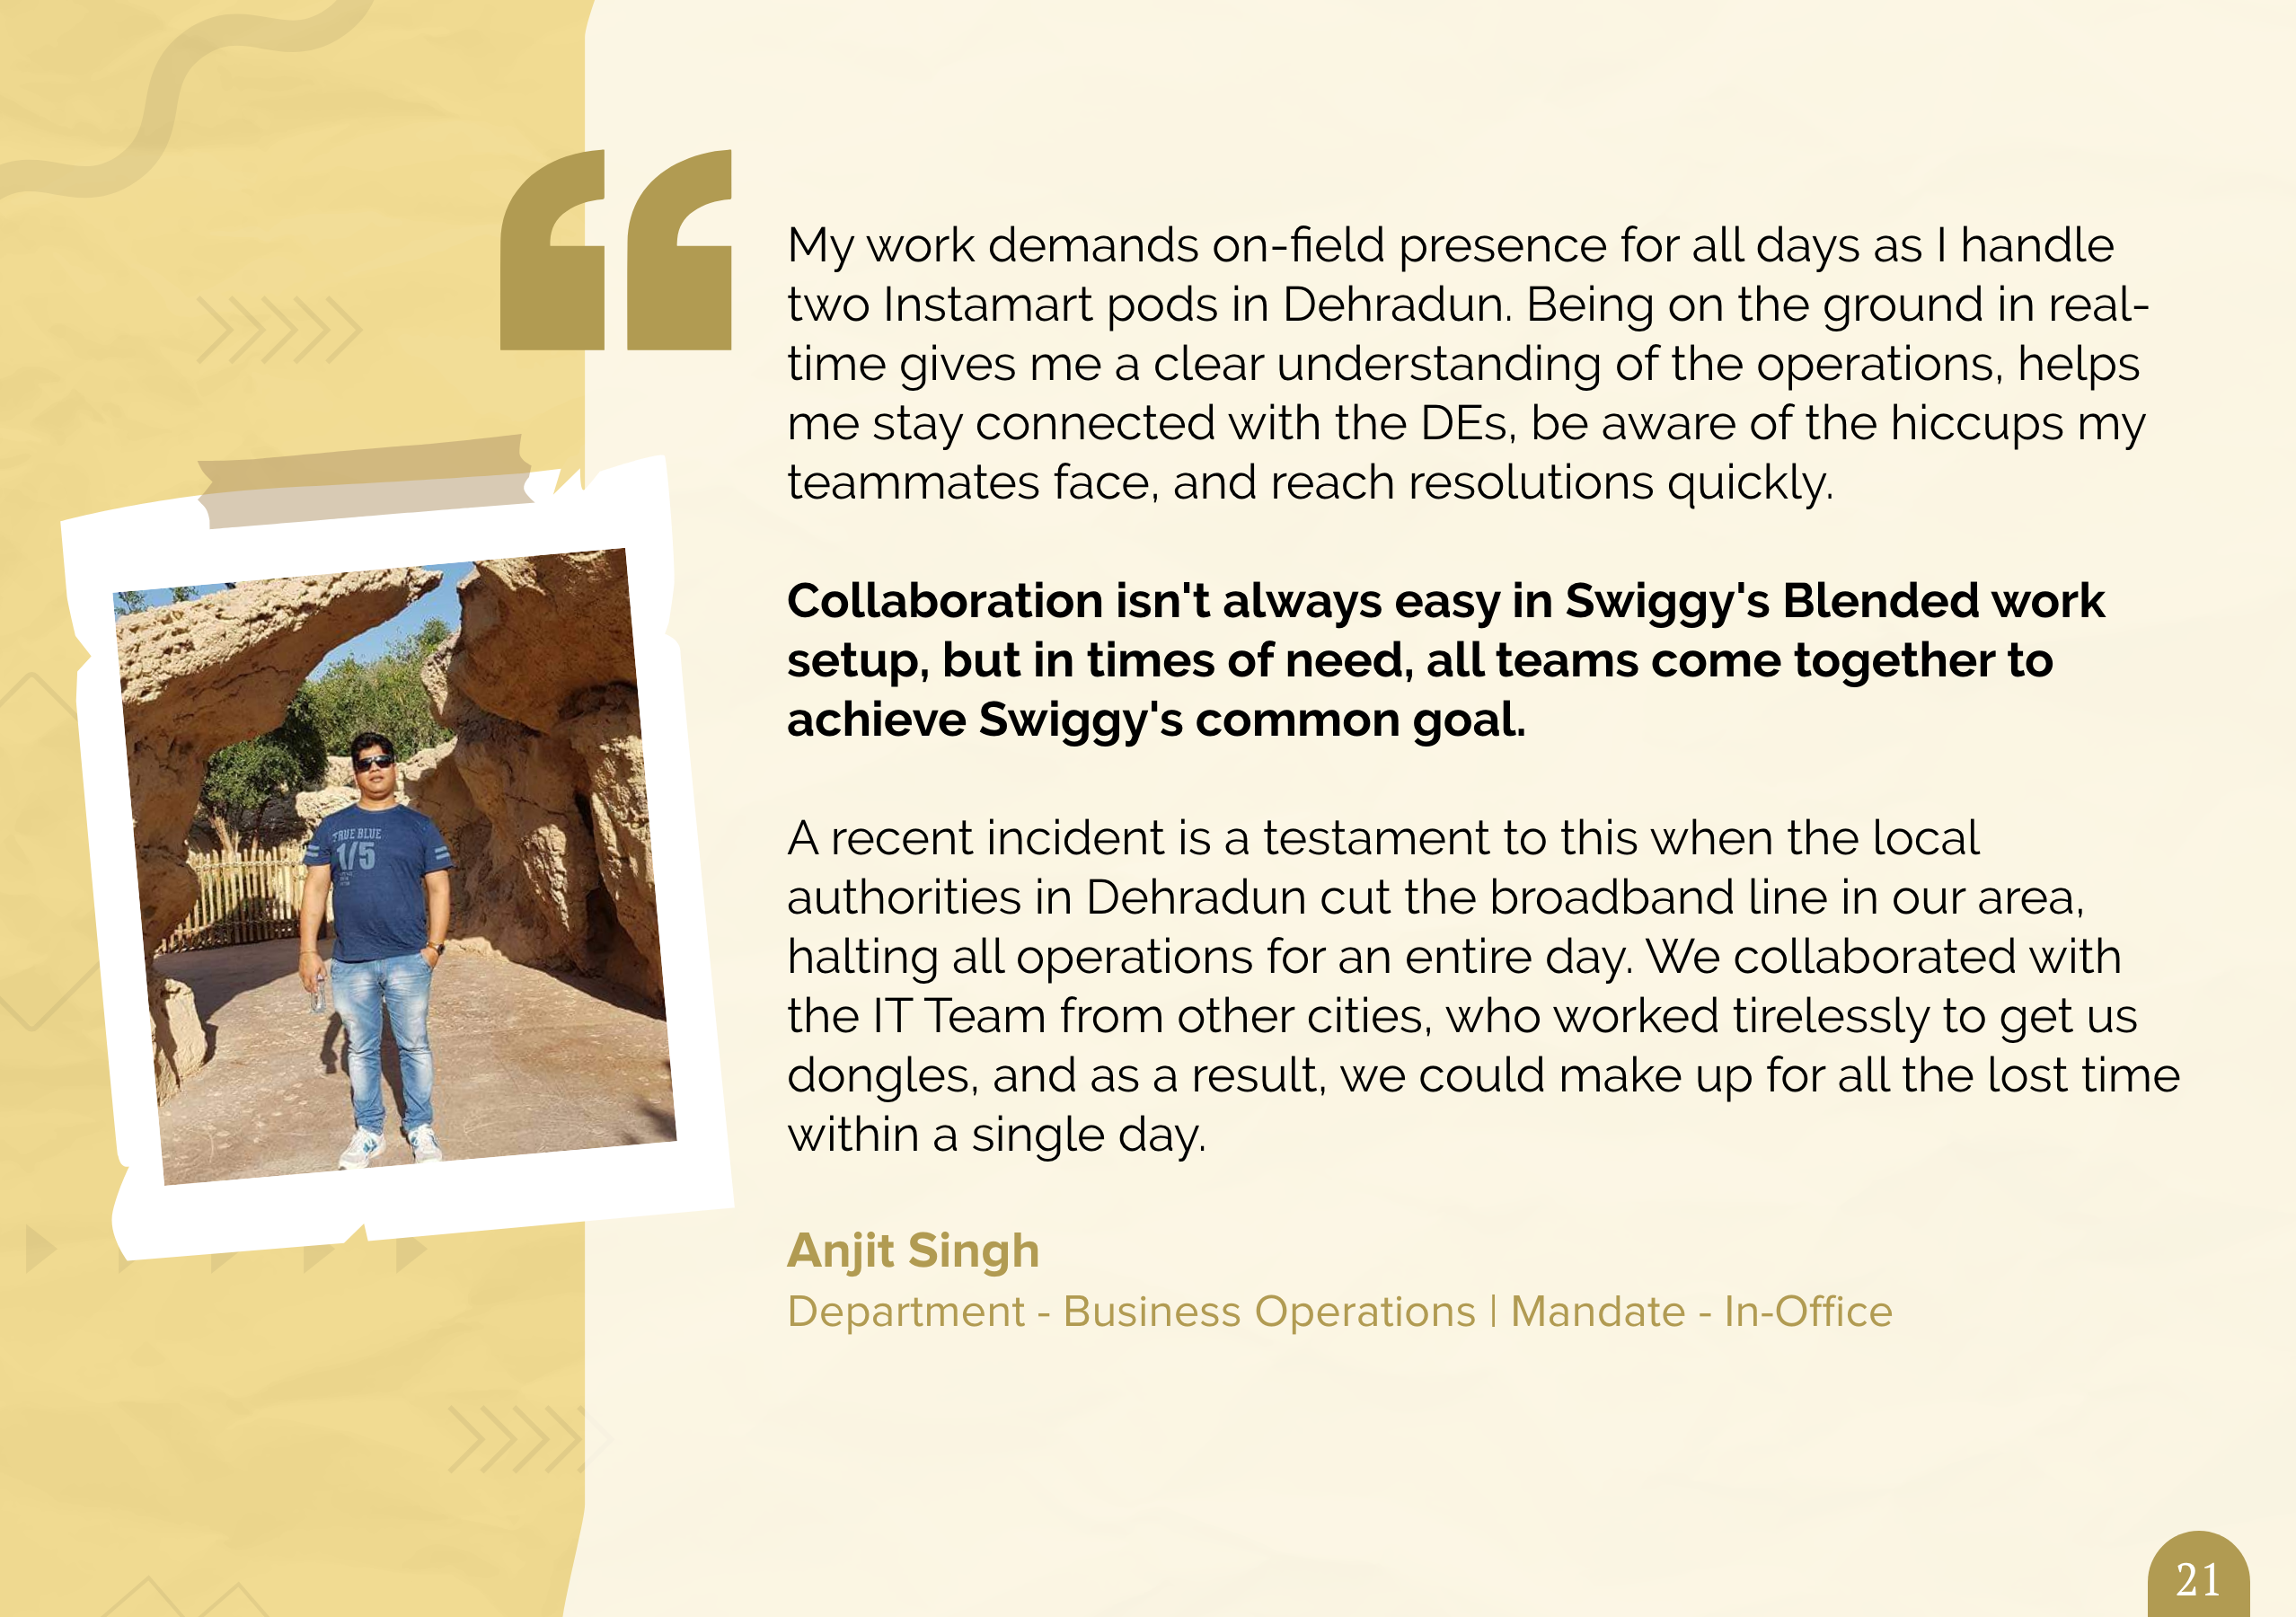 My work demands on-field presence for all days as I handle
two Instamart pods in Dehradun. Being on the ground in real-
time gives me a clear understanding of the operations, helps
me stay connected with the DEs, be aware of the hiccups my
teammates face, and reach resolutions quickly.
Collaboration isn't always easy in Swiggy's Blended work
setup, but in times of need, all teams come together to
achieve Swiggy's common goal.
A recent incident is a testament to this when the local
authorities in Dehradun cut the broadband line in our area,
halting all operations for an entire day. We collaborated with
the IT Team from other cities, who worked tirelessly to get us
dongles, and as a result, we could make up for all the lost time
within a single day.
Anjit Singh
Department - Business Operations | Mandate - In-Office
TRUE BLUE
1/5
21